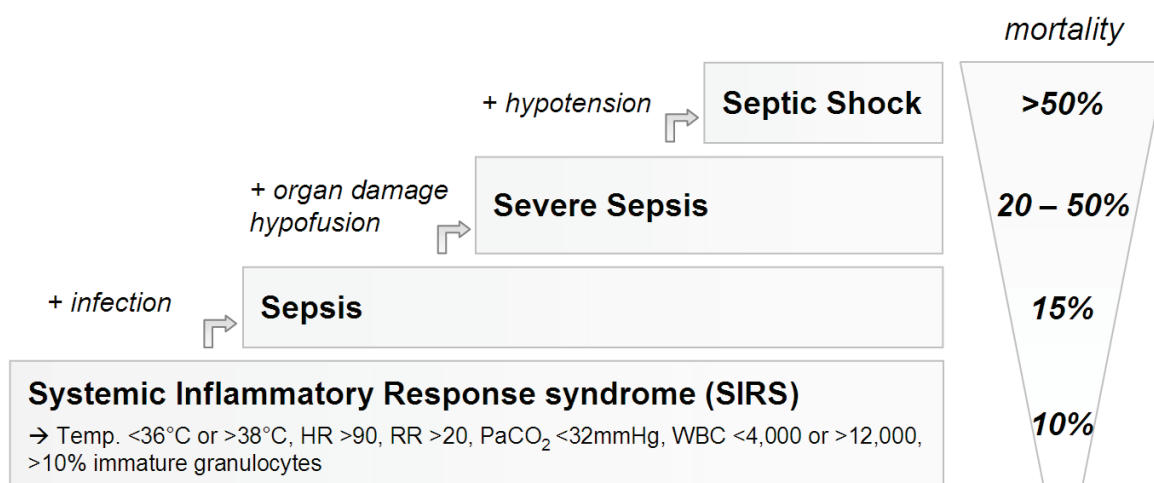 mortality
+ hypotension
Septic Shock
>50%
+ organ damage
hypofusion
Severe Sepsis
20 – 50%
+ infection
Sepsis
15%
Systemic Inflammatory Response syndrome (SIRS)
→ Temp. <36°C or >38°C, HR >90, RR >20, PaCO₂ <32mmHg, WBC <4,000 or >12,000,
>10% immature granulocytes
10%